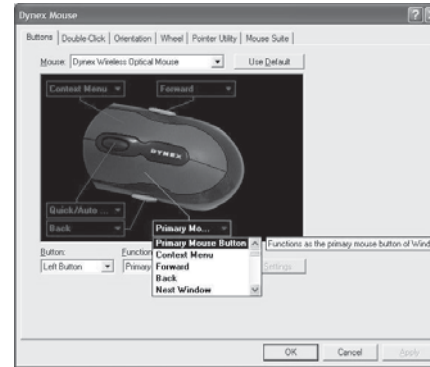 Dynex Mouse
Buttons Double-Click Orientation Wheel Pointer Utility Mouse Suite
Mouse: Dynex Wireless Optical Mouse Use Default
Context Menu Forward
DYNEX
Quick/Auto ...
Back Primary Mo...
Primary Mouse Button Functions as the primary mouse button of Wind
Button: Function
Context Menu
Left Button Primary Forward Settings
Back
Next Window
OK Cancel Apply